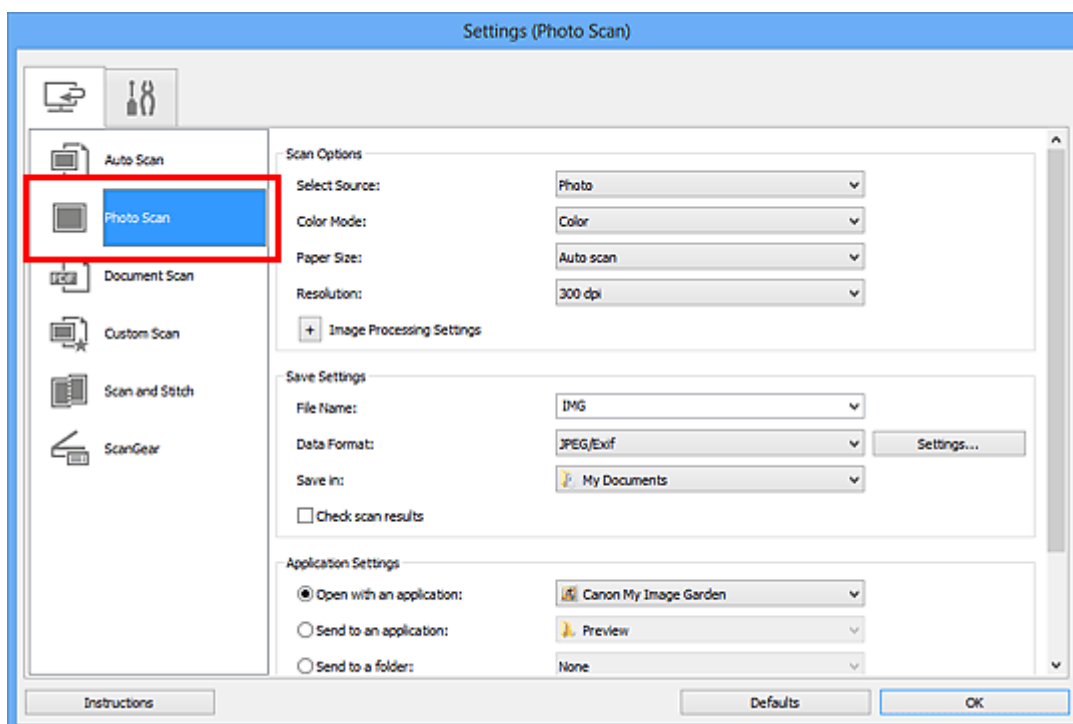 Settings (Photo Scan)
Auto Scan
Photo Scan
Document Scan
Custom Scan
Scan and Stitch
ScanGear
Scan Options
Select Source: Photo
Color Mode: Color
Paper Size: Auto scan
Resolution: 300 dpi
+ Image Processing Settings
Save Settings
File Name: IMG
Data Format: JPEG/Exif Settings...
Save in: My Documents
Check scan results
Application Settings
Open with an application: Canon My Image Garden
Send to an application: Preview
Send to a folder: None
Instructions Defaults OK